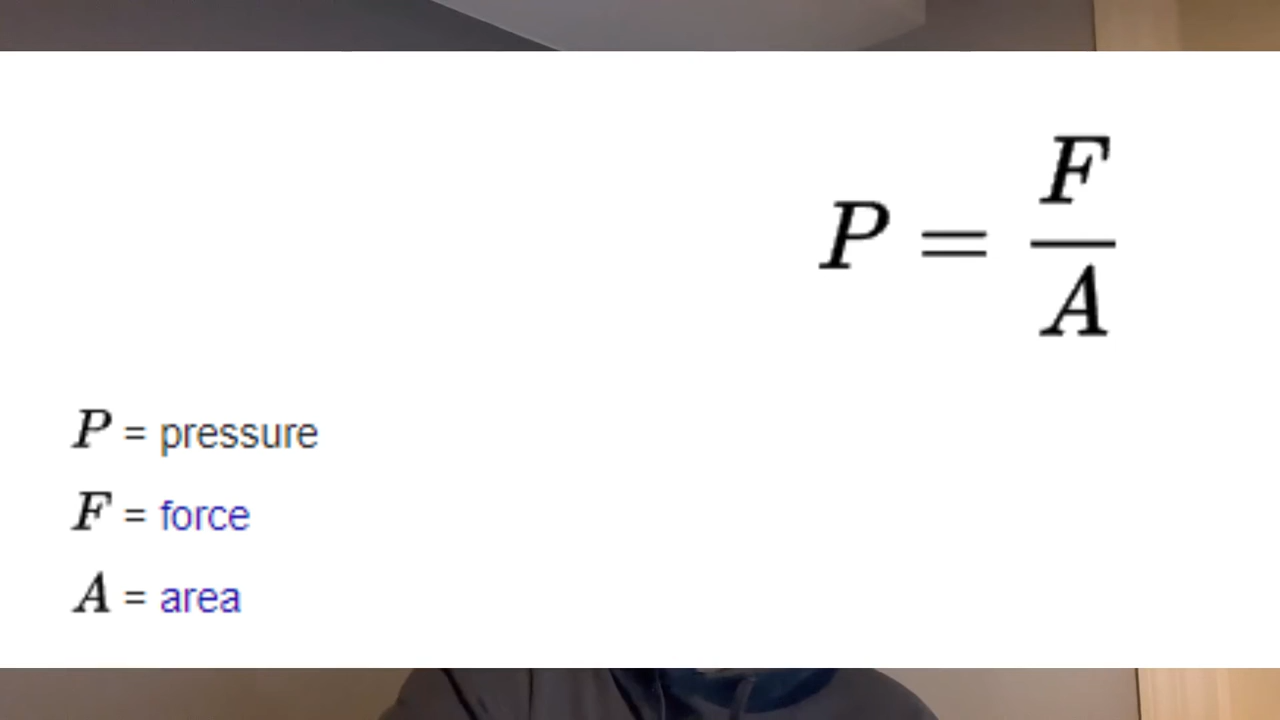 P = F/A
P = pressure
F = force
A = area